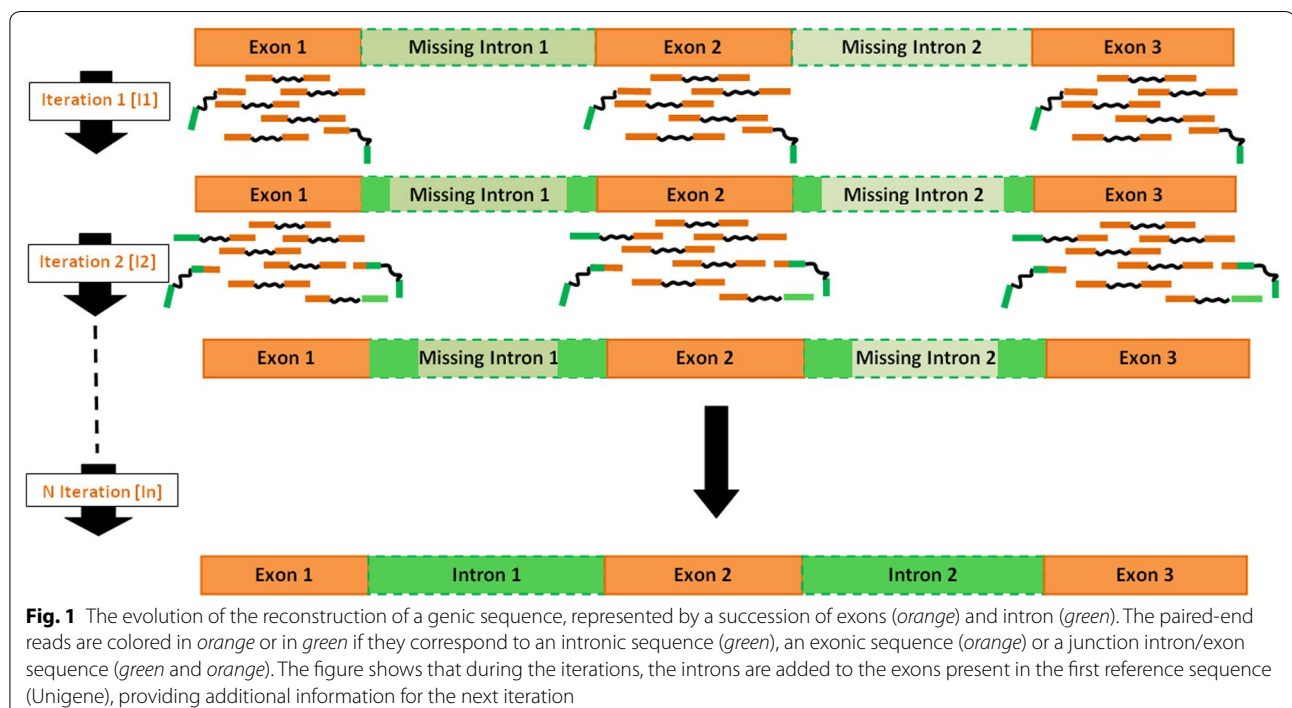 Exon 1 Missing Intron 1 Exon 2 Missing Intron 2 Exon 3
Iteration 1 [I1]
Exon 1 Missing Intron 1 Exon 2 Missing Intron 2 Exon 3
Iteration 2 [I2]
Exon 1 Missing Intron 1 Exon 2 Missing Intron 2 Exon 3
N Iteration [In]
Exon 1 Intron 1 Exon 2 Intron 2 Exon 3
Fig. 1 The evolution of the reconstruction of a genic sequence, represented by a succession of exons (orange) and intron (green). The paired-end
reads are colored in orange or in green if they correspond to an intronic sequence (green), an exonic sequence (orange) or a junction intron/exon
sequence (green and orange). The figure shows that during the iterations, the introns are added to the exons present in the first reference sequence
(Unigene), providing additional information for the next iteration